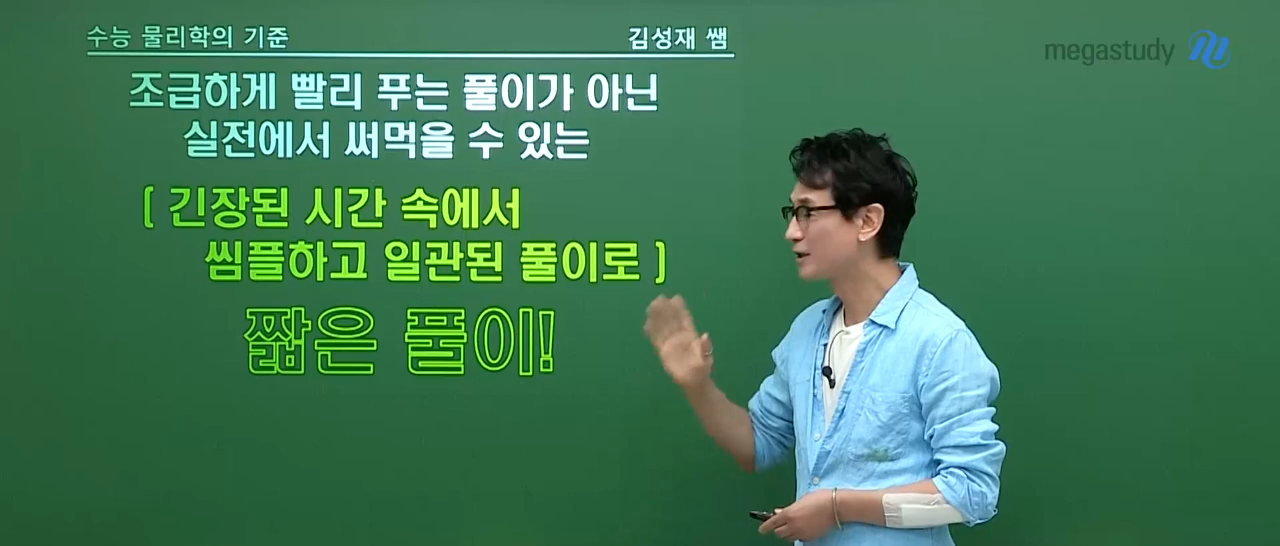 수능 물리학의 기준
김성재 쌤
megastudy
조급하게 빨리 푸는 풀이가 아닌
실전에서 써먹을 수 있는
[ 긴장된 시간 속에서
씸플하고 일관된 풀이로 ]
짧은 풀이!